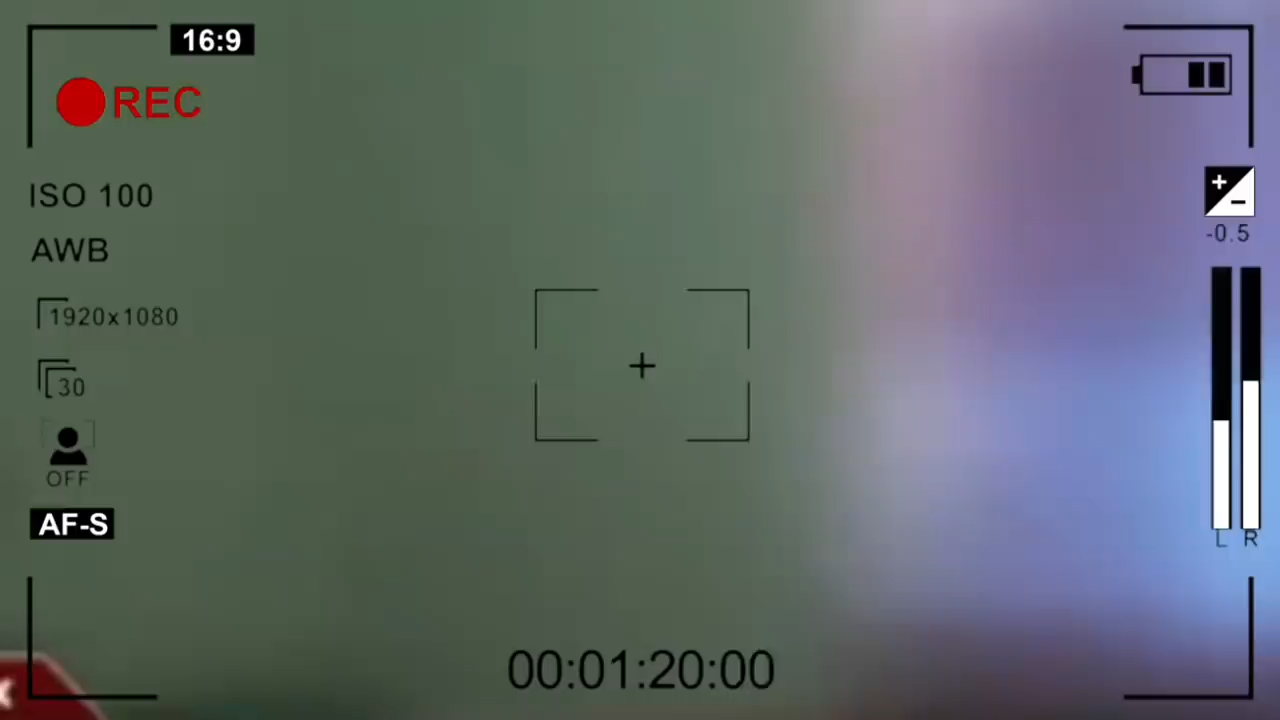 16:9
REC
ISO 100
AWB
-0.5
1920x1080
30
OFF
AF-S
L R
00:01:20:00